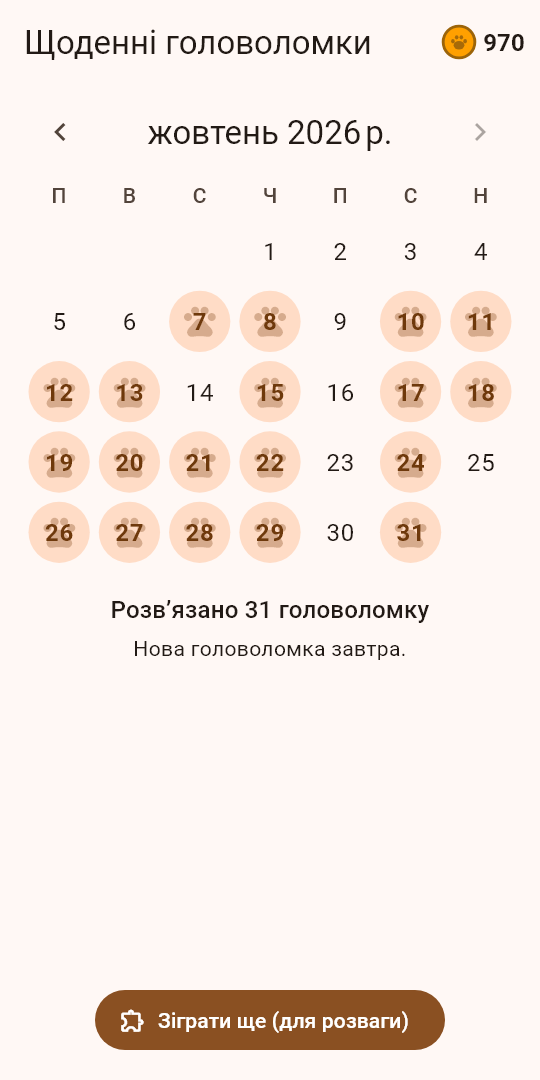 Щоденні головоломки
970
жовтень 2026 р.
П В С Ч П С Н
1 2 3 4
5 6 7 8 9 10 11
12 13 14 15 16 17 18
19 20 21 22 23 24 25
26 27 28 29 30 31
Розв’язано 31 головоломку
Нова головоломка завтра.
Зіграти ще (для розваги)